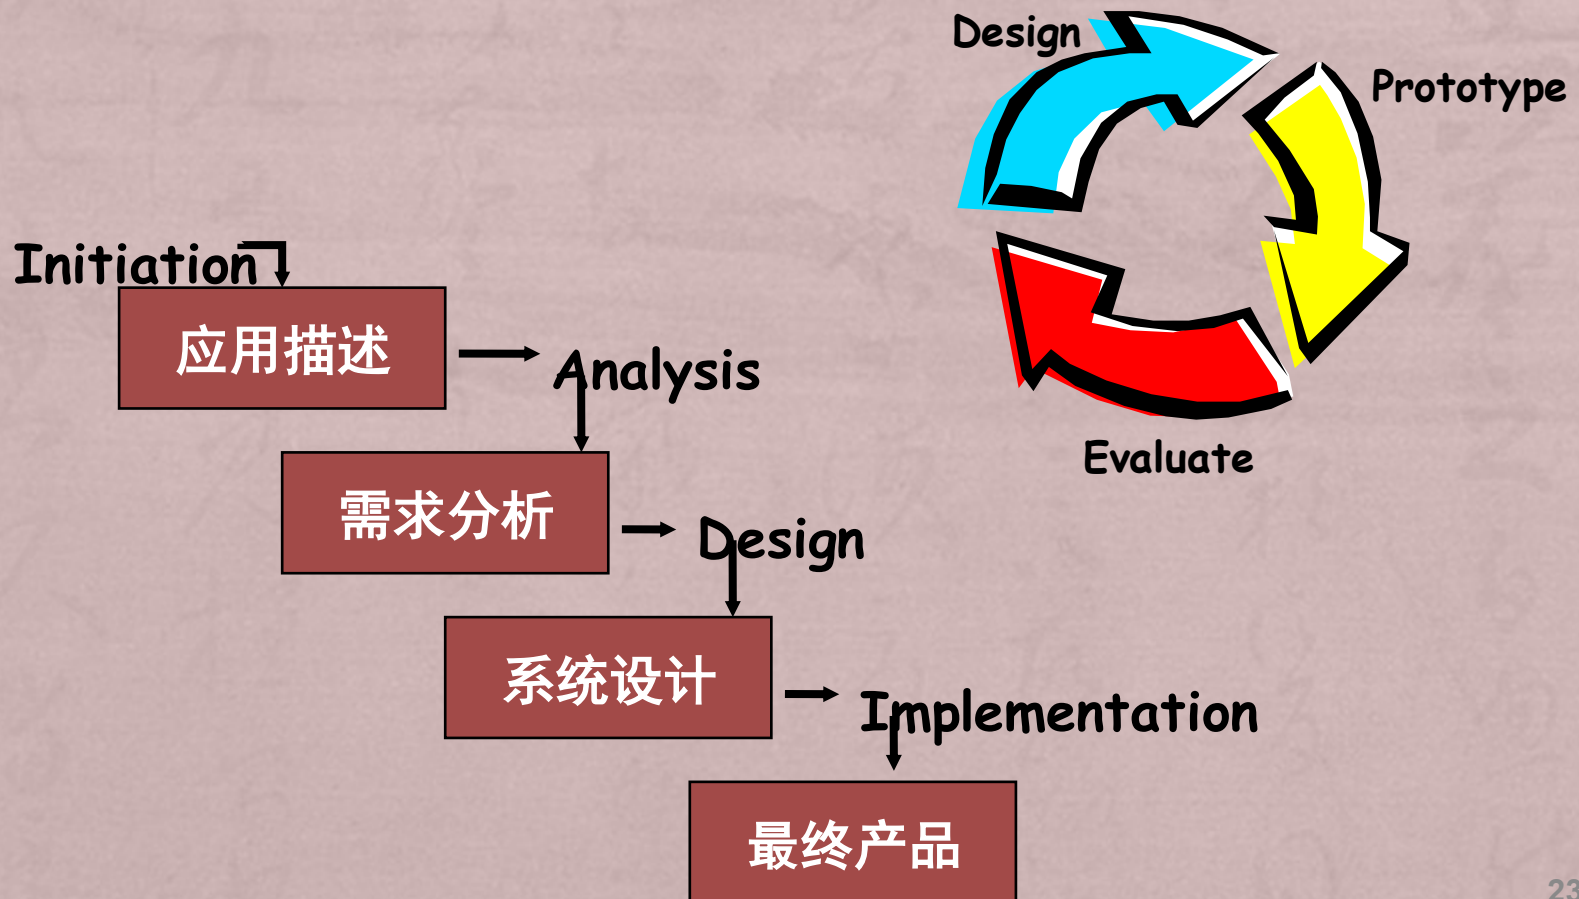 Design
Prototype
Evaluate
Initiation
应用描述
Analysis
需求分析
Design
系统设计
Implementation
最终产品
23